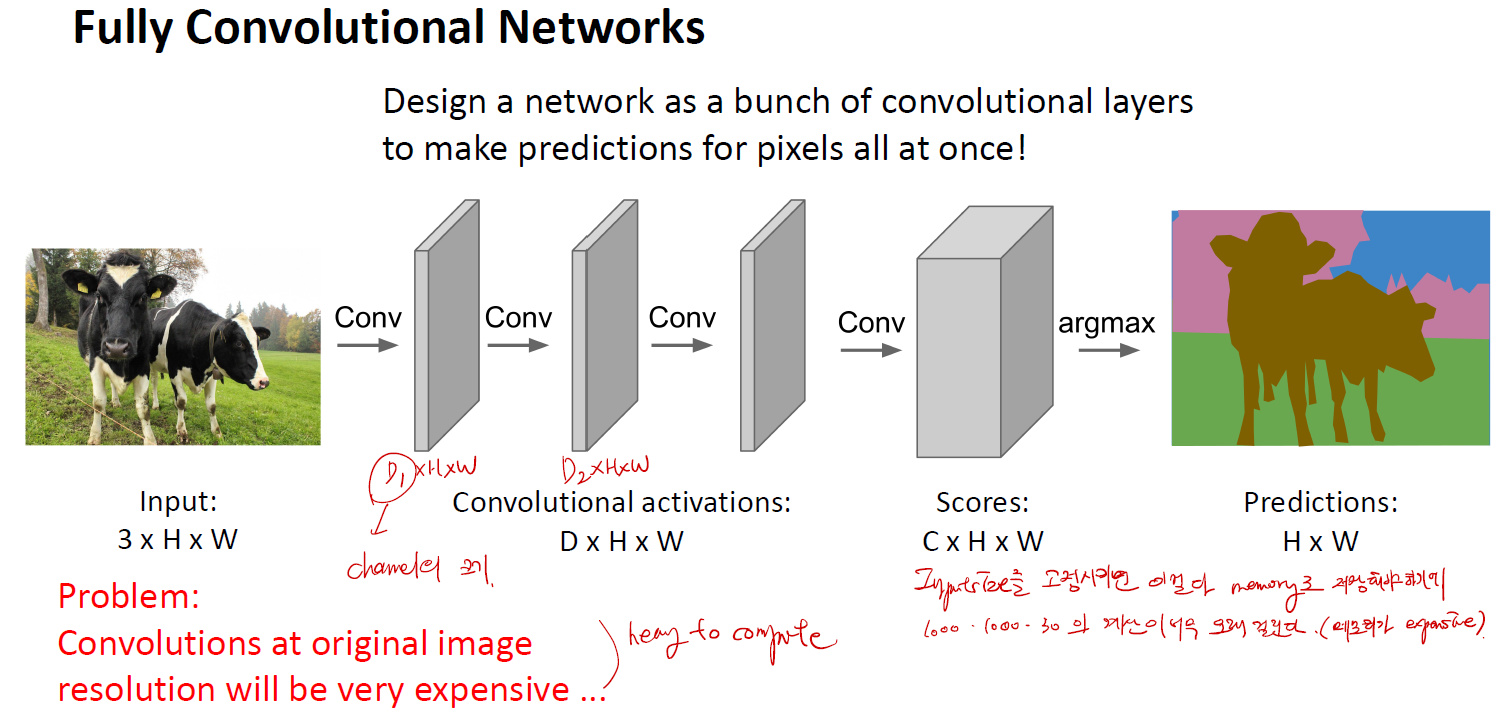 Fully Convolutional Networks
Design a network as a bunch of convolutional layers
to make predictions for pixels all at once!
Conv
Conv
Conv
Conv
argmax
D₁×H×W
D₂×H×W
Input:
3 x H x W
Convolutional activations:
D x H x W
Scores:
C x H x W
Predictions:
H x W
channel의 크기.
Input size을 고정시키면 이걸다 memory로 저장해야하기에
1000·1000·30 의 계산이 너무 오래 걸린다. (메모리가 expensive)
Problem:
Convolutions at original image
resolution will be very expensive ...
heavy to compute